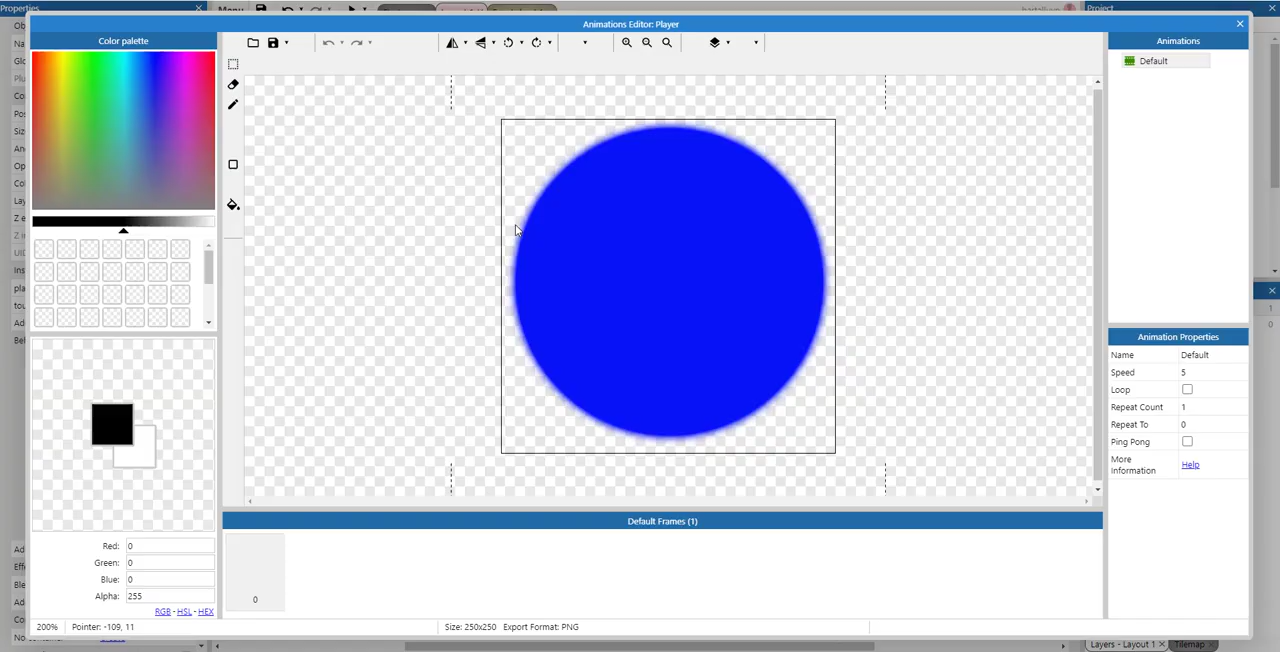 Properties
Menu
Project
Animations Editor: Player
Color palette
Animations
Default
Animation Properties
Name Default
Speed 5
Loop
Repeat Count 1
Repeat To 0
Ping Pong
More Information Help
Default Frames (1)
0
Red: 0
Green: 0
Blue: 0
Alpha: 255
RGB - HSL - HEX
200% Pointer: -109, 11 Size: 250x250 Export Format: PNG
Layers - Layout 1 Tilemap